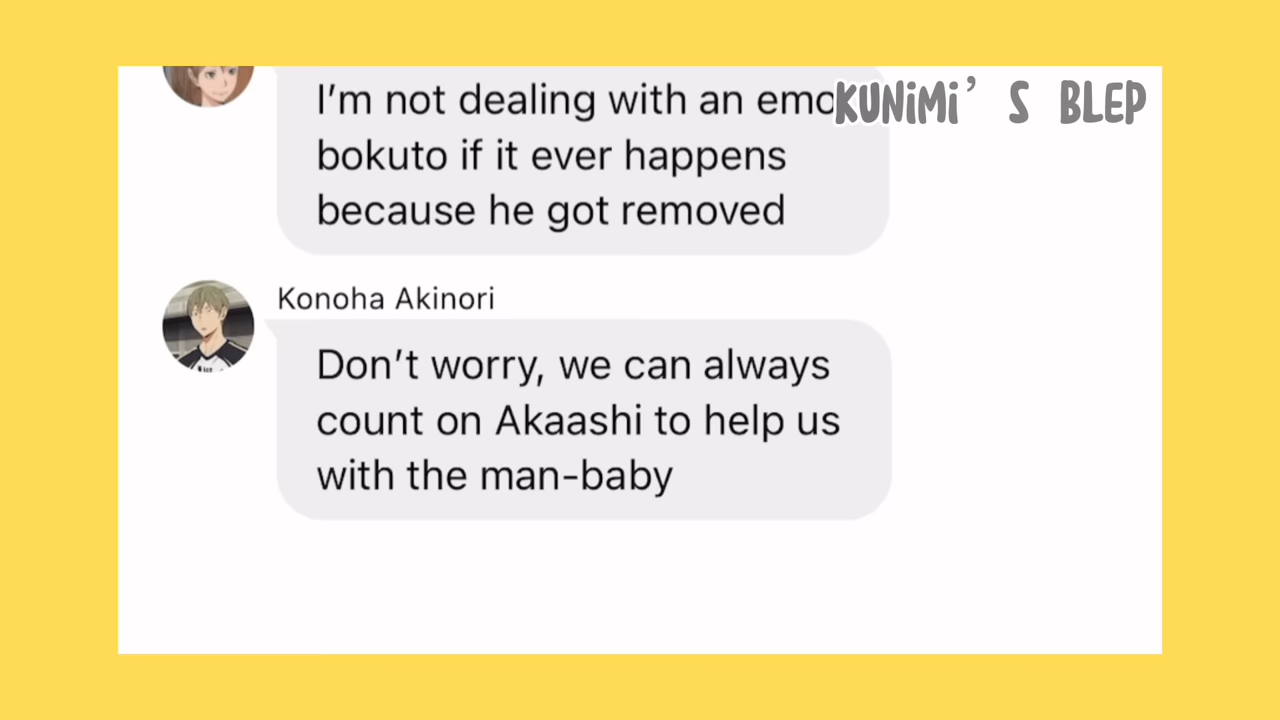 I'm not dealing with an emo
KUNiMi'S BLEP
bokuto if it ever happens
because he got removed
Konoha Akinori
Don't worry, we can always
count on Akaashi to help us
with the man-baby